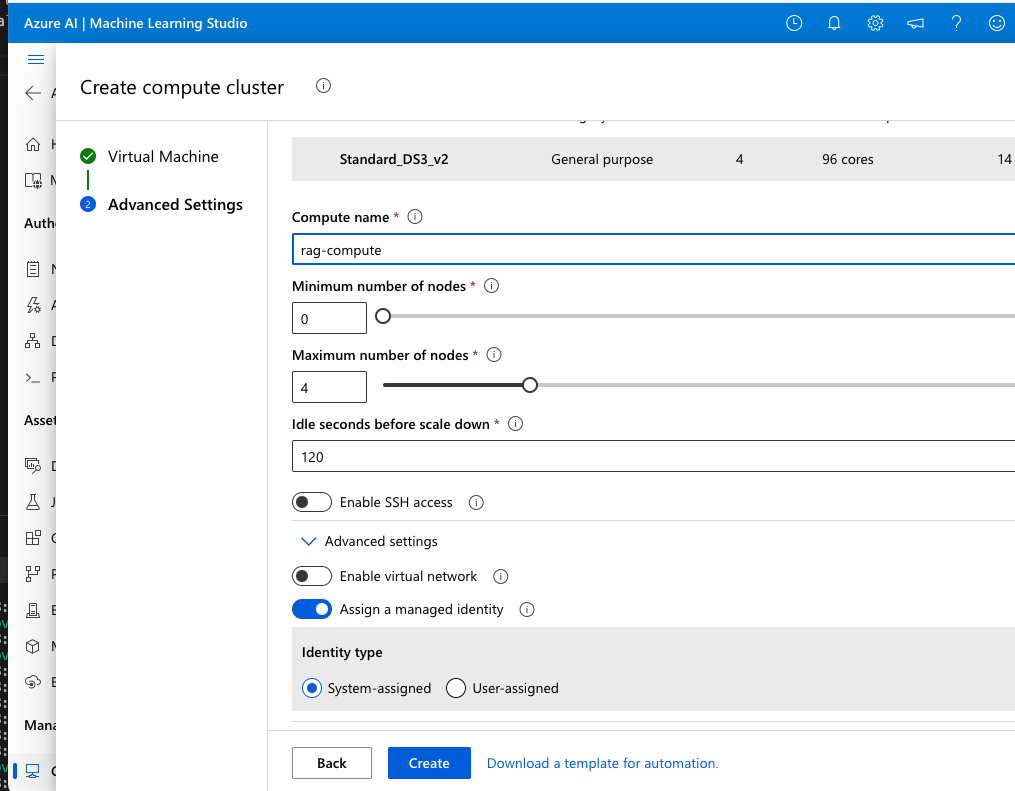 Azure AI | Machine Learning Studio
Create compute cluster
Virtual Machine
2 Advanced Settings
Standard_DS3_v2 General purpose 4 96 cores 14
Compute name *
rag-compute
Minimum number of nodes *
0
Maximum number of nodes *
4
Idle seconds before scale down *
120
Enable SSH access
Advanced settings
Enable virtual network
Assign a managed identity
Identity type
System-assigned User-assigned
Back Create Download a template for automation.